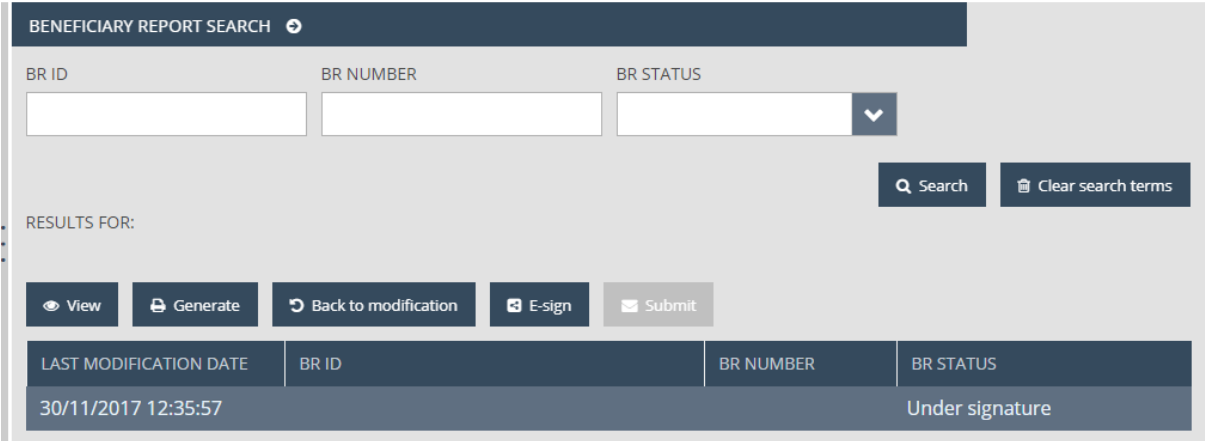 BENEFICIARY REPORT SEARCH
BR ID BR NUMBER BR STATUS
Search Clear search terms
RESULTS FOR:
View Generate Back to modification E-sign Submit
LAST MODIFICATION DATE BR ID BR NUMBER BR STATUS
30/11/2017 12:35:57 Under signature